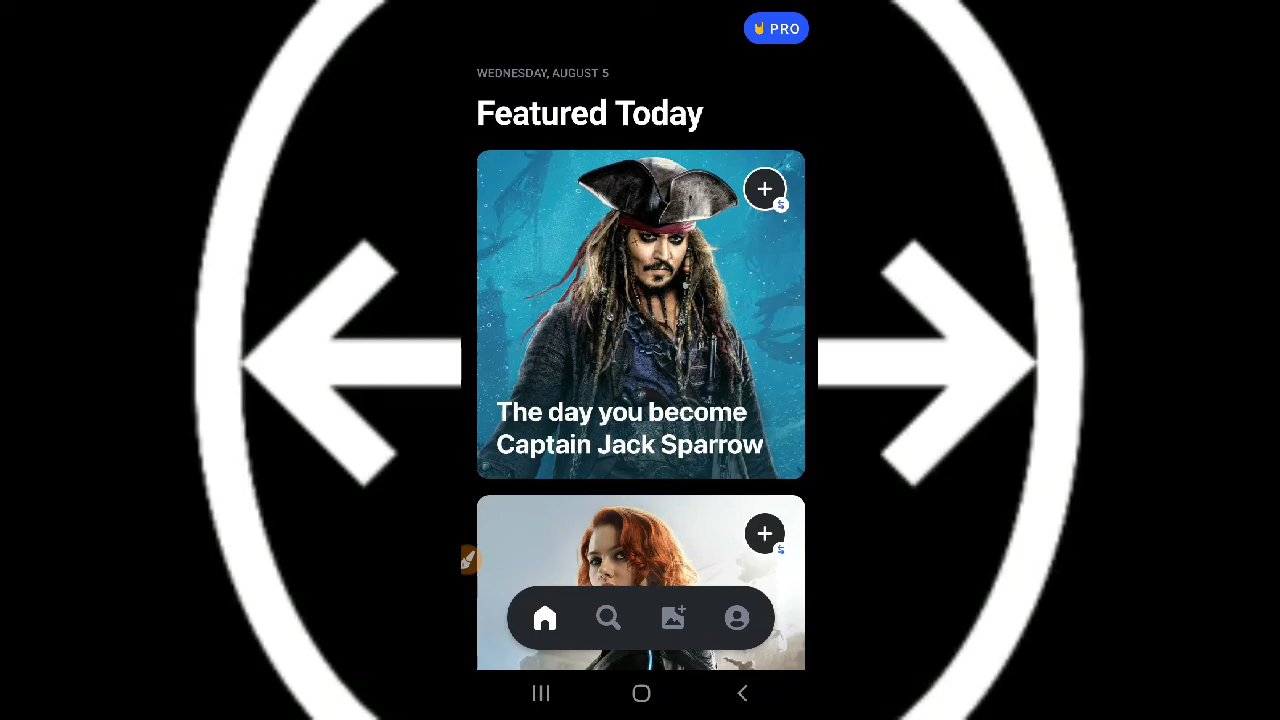 PRO
WEDNESDAY, AUGUST 5
Featured Today
The day you become
Captain Jack Sparrow